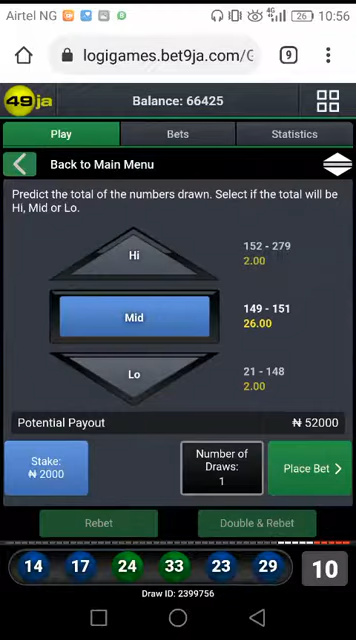 Airtel NG 4G 26 10:56
logigames.bet9ja.com/G 9
49ja Balance: 66425
Play Bets Statistics
Back to Main Menu
Predict the total of the numbers drawn. Select if the total will be
Hi, Mid or Lo.
Hi 152 - 279
2.00
Mid 149 - 151
26.00
Lo 21 - 148
2.00
Potential Payout ₦ 52000
Stake:
₦ 2000
Number of
Draws:
1
Place Bet
Rebet Double & Rebet
14 17 24 33 23 29 10
Draw ID: 2399756